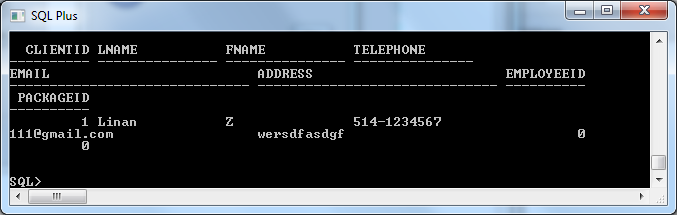 SQL Plus
CLIENTID LNAME FNAME TELEPHONE
---------- --------------- --------------- ---------------
EMAIL ADDRESS EMPLOYEEID
------------------------------ ------------------------------ ----------
PACKAGEID
----------
1 Linan Z 514-1234567
111@gmail.com wersdfasdgf 0
0
SQL>